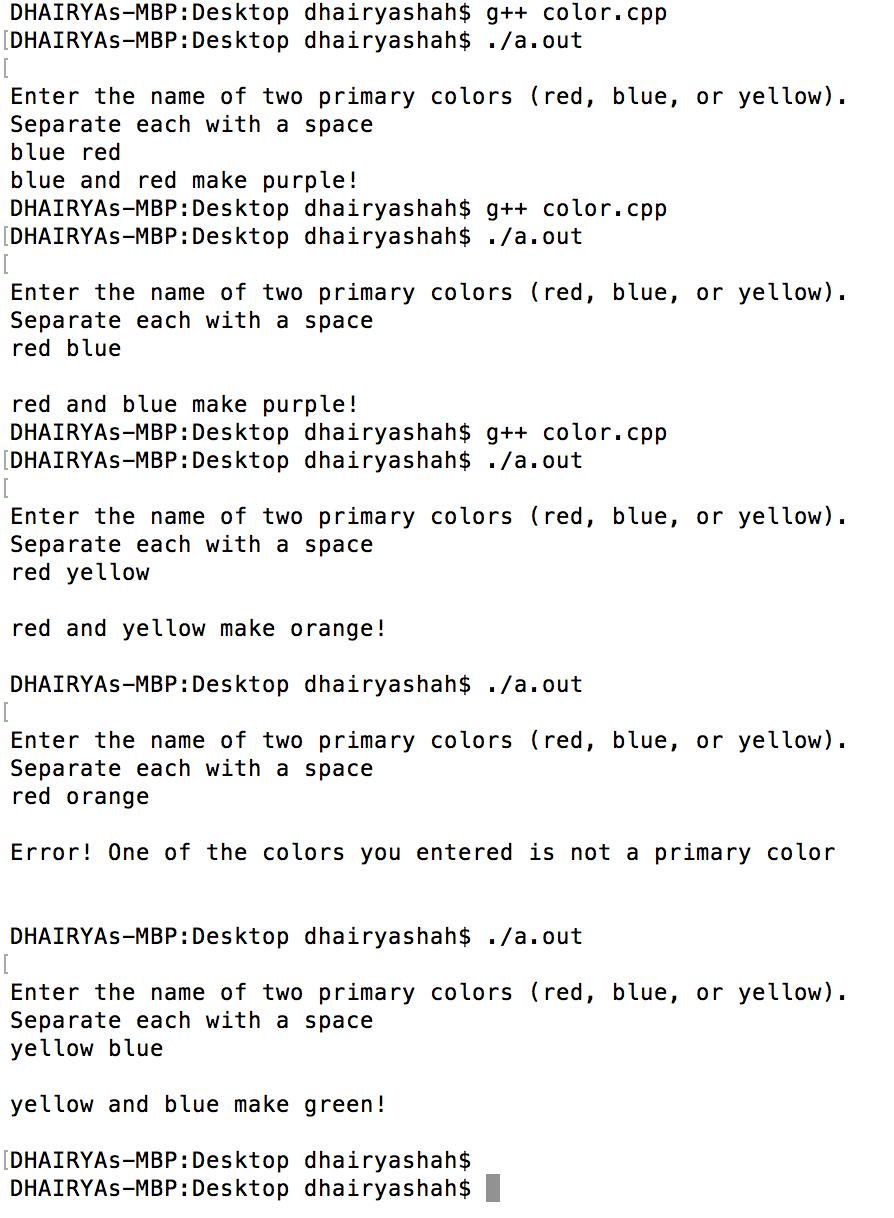 DHAIRYAs-MBP:Desktop dhairyashah$ g++ color.cpp
[DHAIRYAs-MBP:Desktop dhairyashah$ ./a.out
[
Enter the name of two primary colors (red, blue, or yellow).
Separate each with a space
blue red
blue and red make purple!
DHAIRYAs-MBP:Desktop dhairyashah$ g++ color.cpp
[DHAIRYAs-MBP:Desktop dhairyashah$ ./a.out
[
Enter the name of two primary colors (red, blue, or yellow).
Separate each with a space
red blue
red and blue make purple!
DHAIRYAs-MBP:Desktop dhairyashah$ g++ color.cpp
[DHAIRYAs-MBP:Desktop dhairyashah$ ./a.out
[
Enter the name of two primary colors (red, blue, or yellow).
Separate each with a space
red yellow
red and yellow make orange!
DHAIRYAs-MBP:Desktop dhairyashah$ ./a.out
[
Enter the name of two primary colors (red, blue, or yellow).
Separate each with a space
red orange
Error! One of the colors you entered is not a primary color
DHAIRYAs-MBP:Desktop dhairyashah$ ./a.out
[
Enter the name of two primary colors (red, blue, or yellow).
Separate each with a space
yellow blue
yellow and blue make green!
[DHAIRYAs-MBP:Desktop dhairyashah$
DHAIRYAs-MBP:Desktop dhairyashah$